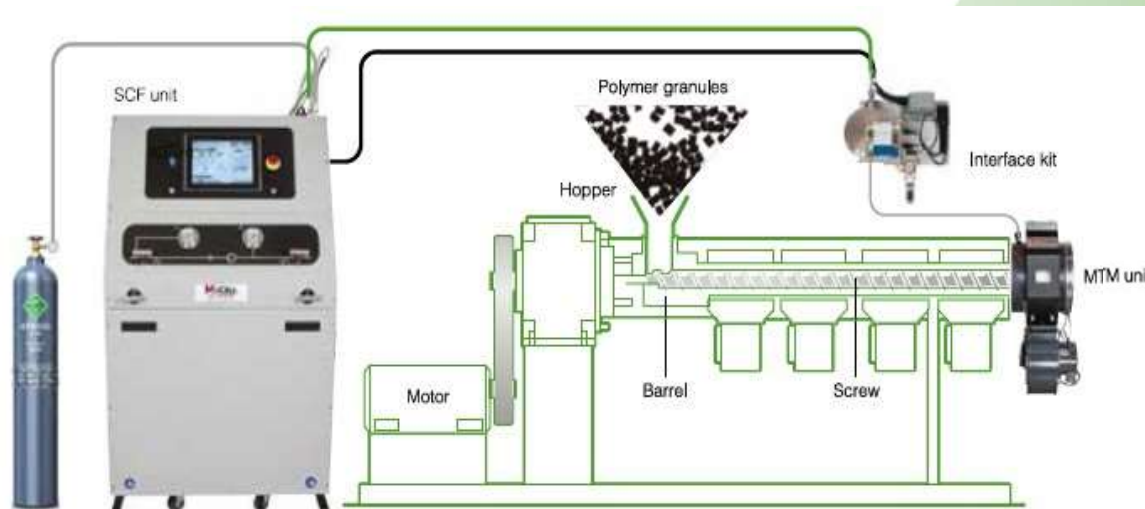 SCF unit
Polymer granules
Hopper
Interface kit
MTM uni
Motor
Barrel
Screw